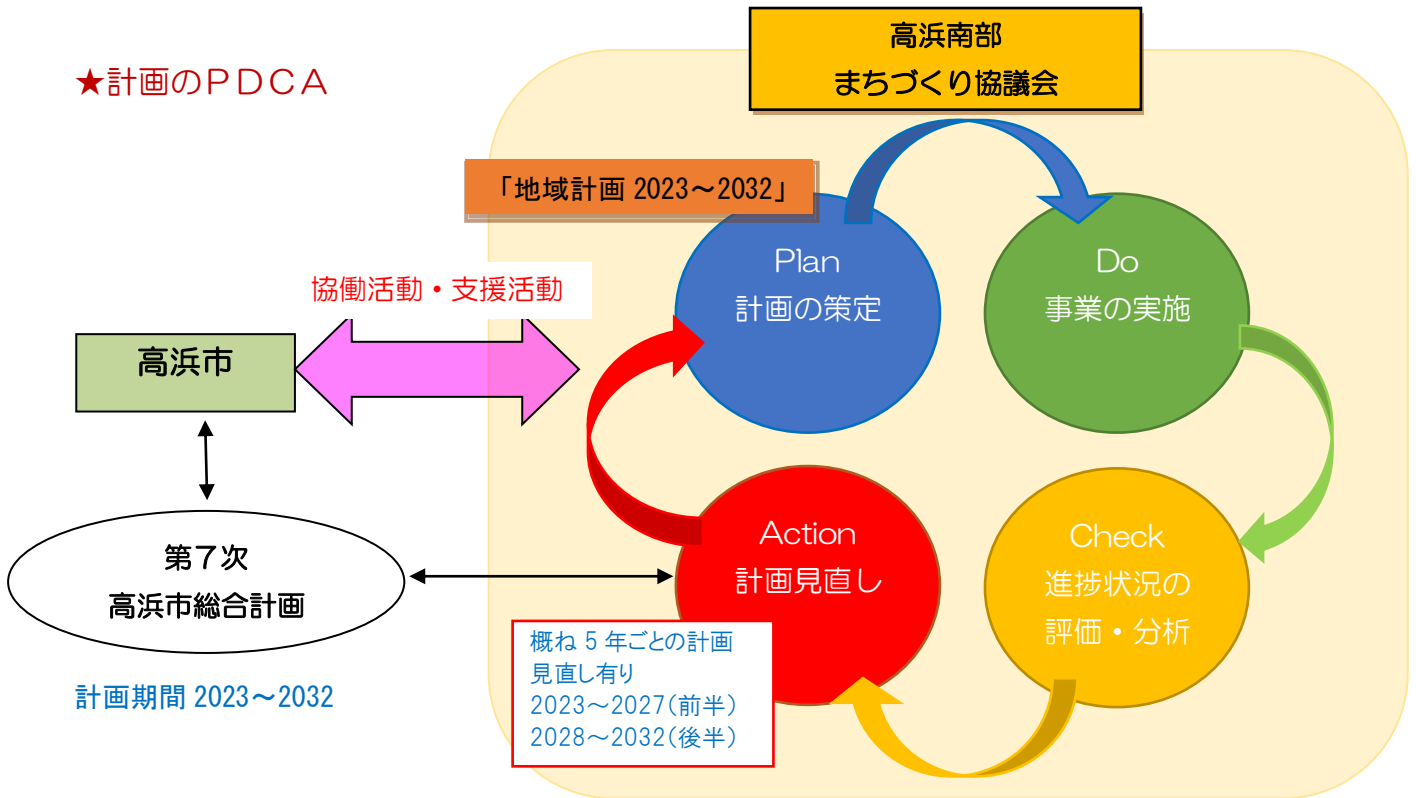 ★計画のPDCA
高浜南部
まちづくり協議会
「地域計画 2023~2032」
協働活動・支援活動
高浜市
第7次
高浜市総合計画
計画期間 2023~2032
Plan
計画の策定
Do
事業の実施
Action
計画見直し
Check
進捗状況の
評価・分析
概ね 5 年ごとの計画
見直し有り
2023~2027(前半)
2028~2032(後半)